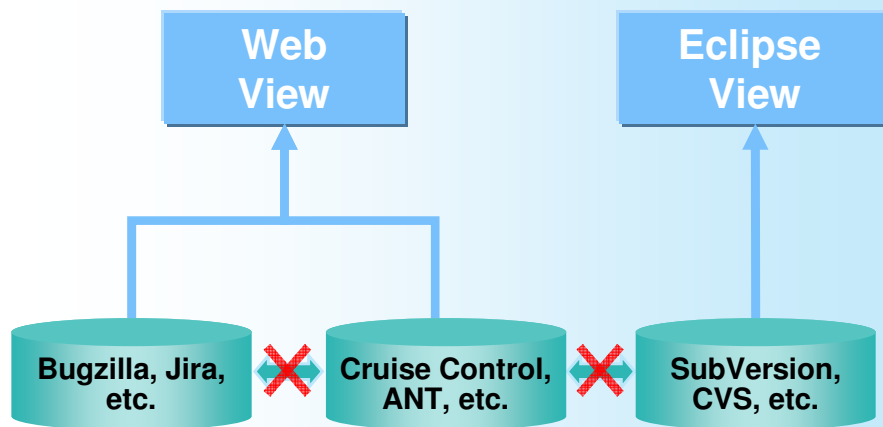 Web
View
Eclipse
View
Bugzilla, Jira,
etc.
Cruise Control,
ANT, etc.
SubVersion,
CVS, etc.